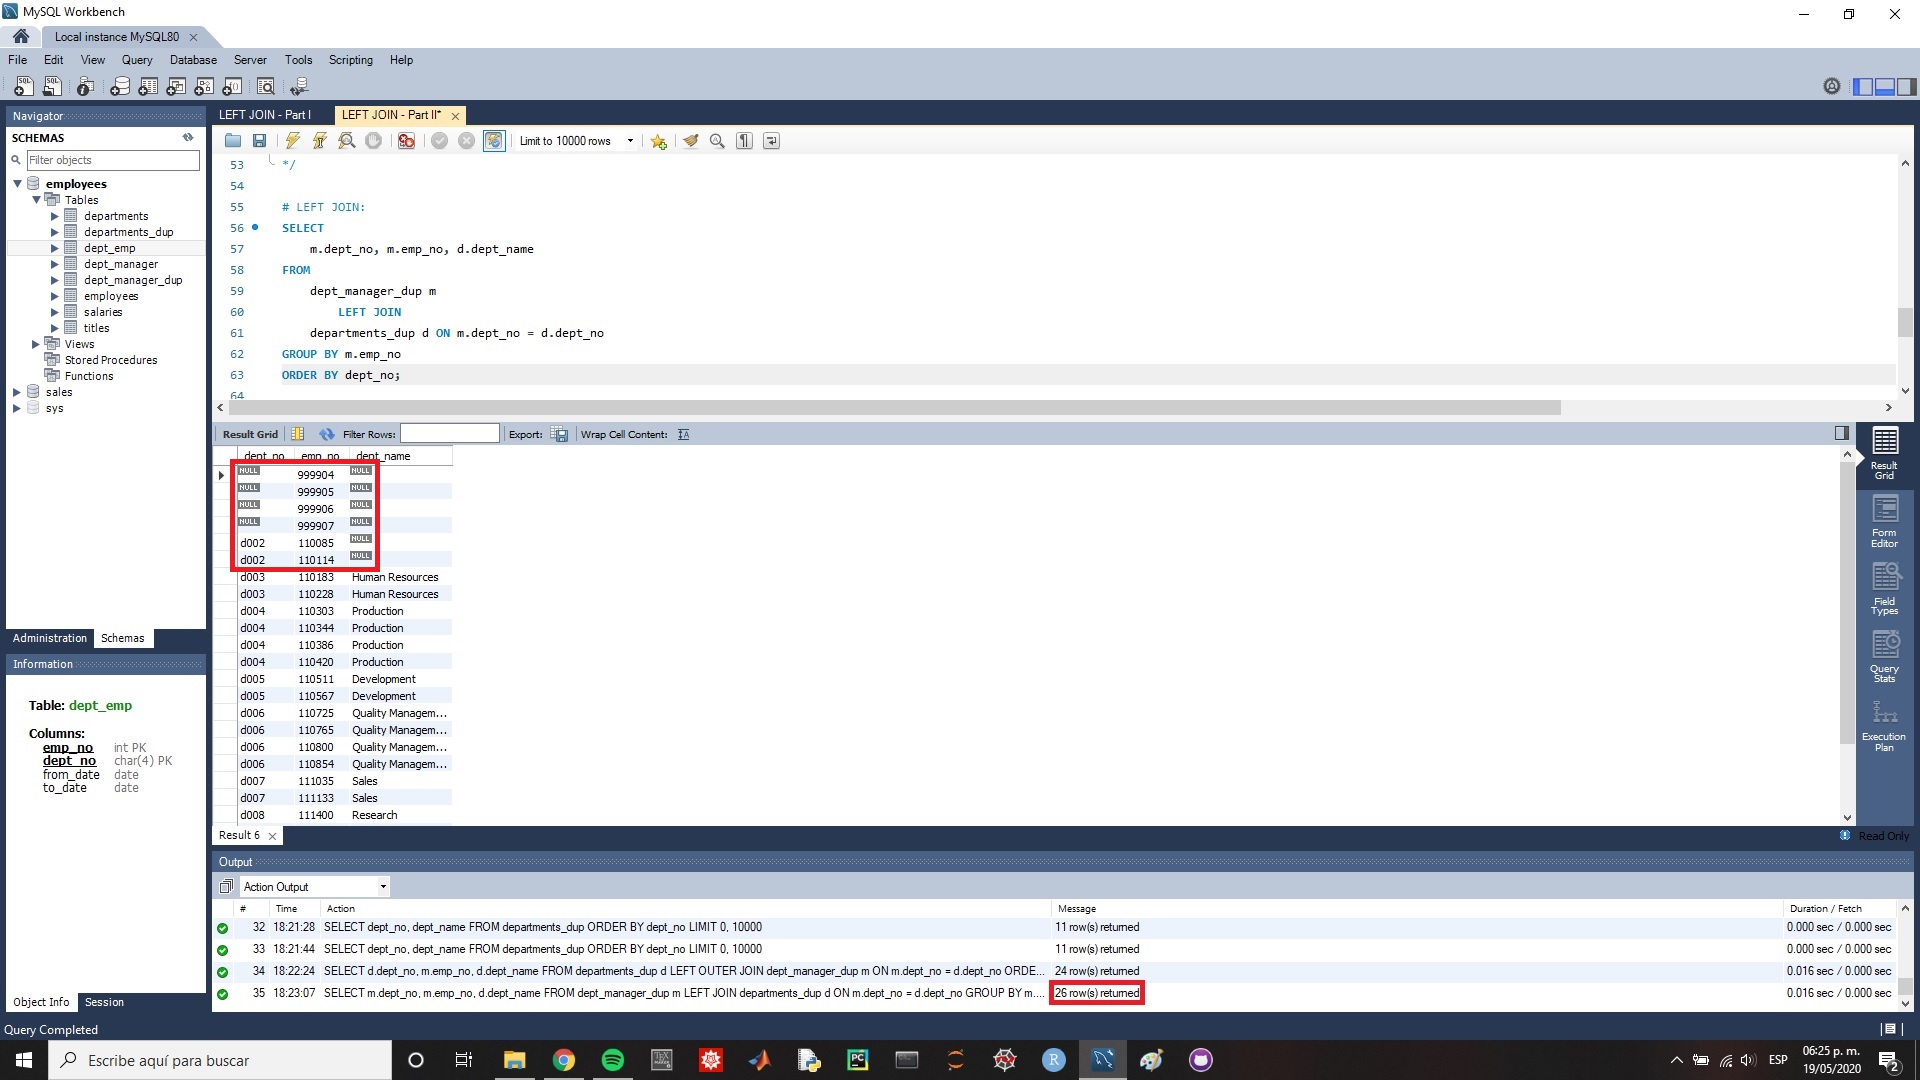 MySQL Workbench
Local instance MySQL80
File Edit View Query Database Server Tools Scripting Help
Navigator
SCHEMAS
Filter objects
employees
Tables
departments
departments_dup
dept_emp
dept_manager
dept_manager_dup
employees
salaries
titles
Views
Stored Procedures
Functions
sales
sys
Administration Schemas
Information
Table: dept_emp
Columns:
emp_no int PK
dept_no char(4) PK
from_date date
to_date date
Object Info Session
LEFT JOIN - Part I LEFT JOIN - Part II*
Limit to 10000 rows
53 */
54
55 # LEFT JOIN:
56 SELECT
57 m.dept_no, m.emp_no, d.dept_name
58 FROM
59 dept_manager_dup m
60 LEFT JOIN
61 departments_dup d ON m.dept_no = d.dept_no
62 GROUP BY m.emp_no
63 ORDER BY dept_no;
64
Result Grid Filter Rows: Export: Wrap Cell Content:
dept_no emp_no dept_name
NULL 999904 NULL
NULL 999905 NULL
NULL 999906 NULL
NULL 999907 NULL
d002 110085 NULL
d002 110114 NULL
d003 110183 Human Resources
d003 110228 Human Resources
d004 110303 Production
d004 110344 Production
d004 110386 Production
d004 110420 Production
d005 110511 Development
d005 110567 Development
d006 110725 Quality Managem...
d006 110765 Quality Managem...
d006 110800 Quality Managem...
d006 110854 Quality Managem...
d007 111035 Sales
d007 111133 Sales
d008 111400 Research
Result
Grid
Form
Editor
Field
Types
Query
Stats
Execution
Plan
Result 6
Read Only
Output
Action Output
# Time Action Message Duration / Fetch
32 18:21:28 SELECT dept_no, dept_name FROM departments_dup ORDER BY dept_no LIMIT 0, 10000 11 row(s) returned 0.000 sec / 0.000 sec
33 18:21:44 SELECT dept_no, dept_name FROM departments_dup ORDER BY dept_no LIMIT 0, 10000 11 row(s) returned 0.000 sec / 0.000 sec
34 18:22:24 SELECT d.dept_no, m.emp_no, d.dept_name FROM departments_dup d LEFT OUTER JOIN dept_manager_dup m ON m.dept_no = d.dept_no ORDE... 24 row(s) returned 0.016 sec / 0.000 sec
35 18:23:07 SELECT m.dept_no, m.emp_no, d.dept_name FROM dept_manager_dup m LEFT JOIN departments_dup d ON m.dept_no = d.dept_no GROUP BY m.... 26 row(s) returned 0.016 sec / 0.000 sec
Query Completed
Escribe aquí para buscar
ESP
06:25 p. m.
19/05/2020
2